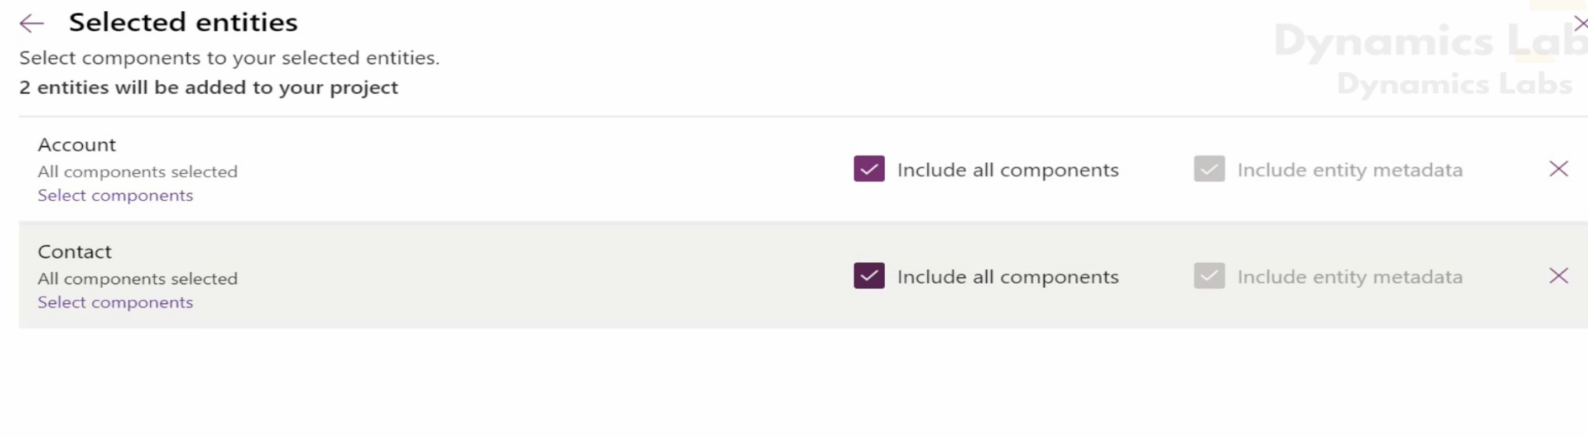 Selected entities
Select components to your selected entities.
2 entities will be added to your project
Dynamics Lab
Dynamics Labs
Account
All components selected
Select components
Include all components
Include entity metadata
Contact
All components selected
Select components
Include all components
Include entity metadata